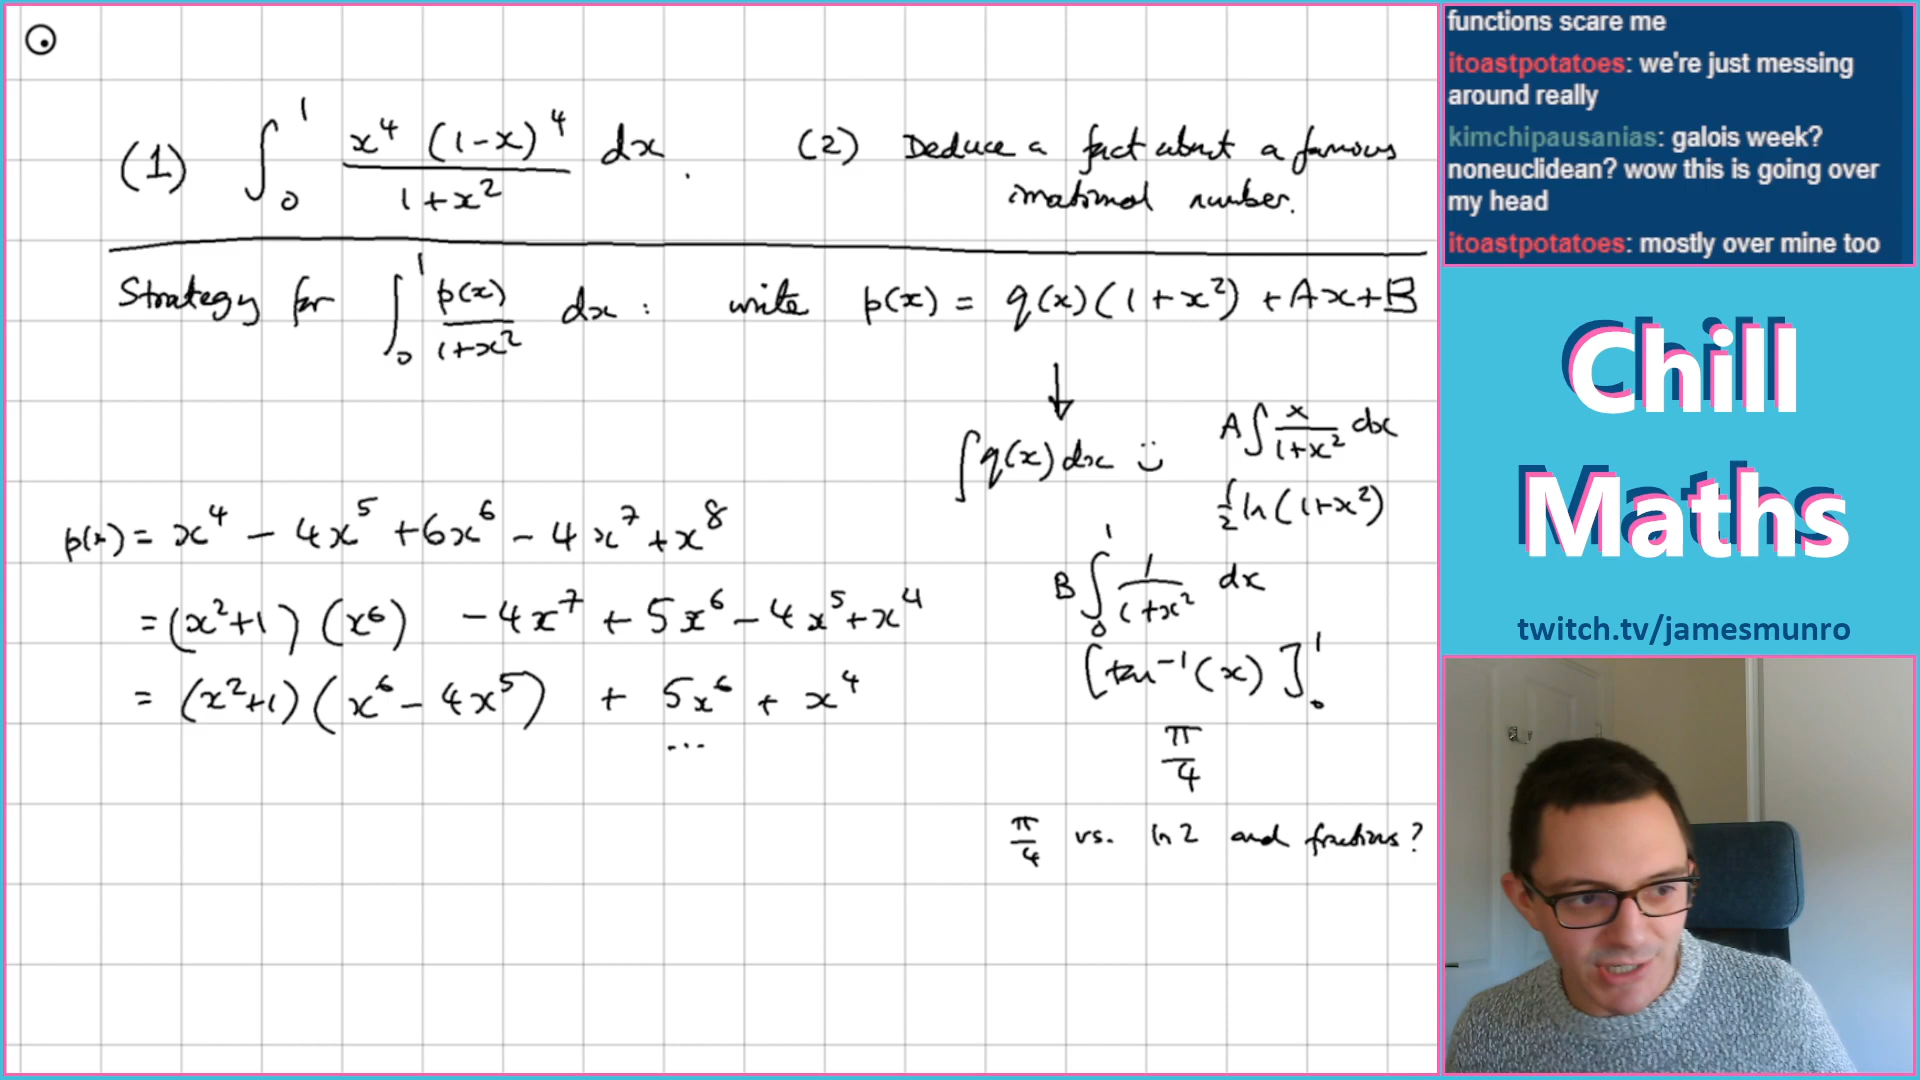 (1) ∫₀¹ x⁴ (1-x)⁴ / 1+x² dx . (2) Deduce a fact about a famous
irrational number.
Strategy for ∫₀¹ p(x) / 1+x² dx : write p(x) = q(x)(1+x²) + Ax + B
↓
∫q(x)dx :) A∫ x / 1+x² dx
½ ln(1+x²)
p(x) = x⁴ - 4x⁵ + 6x⁶ - 4x⁷ + x⁸
B∫₀¹ 1 / 1+x² dx
= (x²+1)(x⁶) - 4x⁷ + 5x⁶ - 4x⁵ + x⁴
[tan⁻¹(x)]₀¹
= (x²+1)(x⁶ - 4x⁵) + 5x⁶ + x⁴
...
π/4
π/4 vs. ln 2 and fractions?
functions scare me
itoastpotatoes: we're just messing
around really
kimchipausanias: galois week?
noneuclidean? wow this is going over
my head
itoastpotatoes: mostly over mine too
Chill
Maths
twitch.tv/jamesmunro